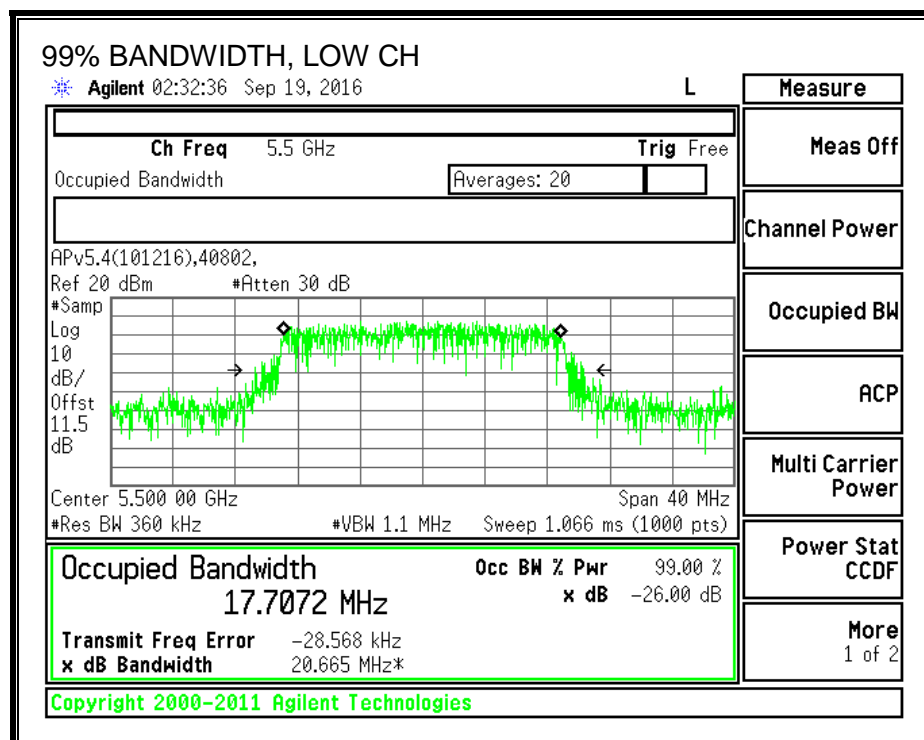 99% BANDWIDTH, LOW CH
Agilent 02:32:36 Sep 19, 2016 L
Ch Freq 5.5 GHz Trig Free
Occupied Bandwidth Averages: 20
APv5.4(101216),40802,
Ref 20 dBm #Atten 30 dB
#Samp
Log
10
dB/
Offst
11.5
dB
Center 5.500 00 GHz Span 40 MHz
#Res BW 360 kHz #VBW 1.1 MHz Sweep 1.066 ms (1000 pts)
Occupied Bandwidth Occ BW % Pwr 99.00 %
17.7072 MHz x dB -26.00 dB
Transmit Freq Error -28.568 kHz
x dB Bandwidth 20.665 MHz*
Copyright 2000-2011 Agilent Technologies
Measure
Meas Off
Channel Power
Occupied BW
ACP
Multi Carrier
Power
Power Stat
CCDF
More
1 of 2